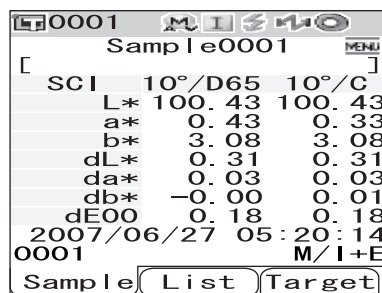 0001 M I
Sample0001 MENU
[ ]
SCI 10°/D65 10°/C
L* 100.43 100.43
a* 0.43 0.33
b* 3.08 3.08
dL* 0.31 0.31
da* 0.03 0.03
db* -0.00 0.01
dE00 0.18 0.18
2007/06/27 05:20:14
0001 M/I+E
Sample List Target